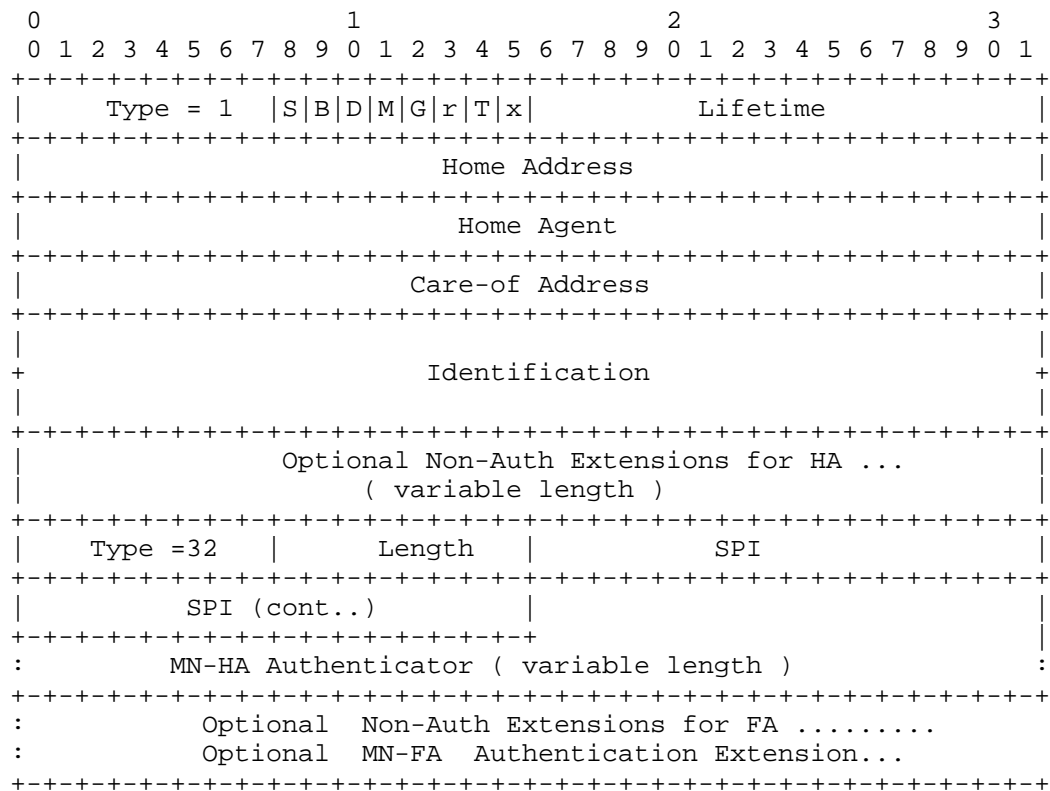 0                   1                   2                   3
 0 1 2 3 4 5 6 7 8 9 0 1 2 3 4 5 6 7 8 9 0 1 2 3 4 5 6 7 8 9 0 1
+-+-+-+-+-+-+-+-+-+-+-+-+-+-+-+-+-+-+-+-+-+-+-+-+-+-+-+-+-+-+-+-+
|     Type = 1  |S|B|D|M|G|r|T|x|          Lifetime             |
+-+-+-+-+-+-+-+-+-+-+-+-+-+-+-+-+-+-+-+-+-+-+-+-+-+-+-+-+-+-+-+-+
|                          Home Address                         |
+-+-+-+-+-+-+-+-+-+-+-+-+-+-+-+-+-+-+-+-+-+-+-+-+-+-+-+-+-+-+-+-+
|                           Home Agent                          |
+-+-+-+-+-+-+-+-+-+-+-+-+-+-+-+-+-+-+-+-+-+-+-+-+-+-+-+-+-+-+-+-+
|                        Care-of Address                        |
+-+-+-+-+-+-+-+-+-+-+-+-+-+-+-+-+-+-+-+-+-+-+-+-+-+-+-+-+-+-+-+-+
|                                                               |
+                         Identification                        +
|                                                               |
+-+-+-+-+-+-+-+-+-+-+-+-+-+-+-+-+-+-+-+-+-+-+-+-+-+-+-+-+-+-+-+-+
|                Optional Non-Auth Extensions for HA ...        |
|                     ( variable length )                       |
+-+-+-+-+-+-+-+-+-+-+-+-+-+-+-+-+-+-+-+-+-+-+-+-+-+-+-+-+-+-+-+-+
|    Type =32   |      Length   |           SPI                 |
+-+-+-+-+-+-+-+-+-+-+-+-+-+-+-+-+-+-+-+-+-+-+-+-+-+-+-+-+-+-+-+-+
|          SPI (cont..)         |                               |
+-+-+-+-+-+-+-+-+-+-+-+-+-+-+-+-+                               |
:         MN-HA Authenticator ( variable length )               :
+-+-+-+-+-+-+-+-+-+-+-+-+-+-+-+-+-+-+-+-+-+-+-+-+-+-+-+-+-+-+-+-+
:           Optional  Non-Auth Extensions for FA .........
:           Optional  MN-FA  Authentication Extension...
+-+-+-+-+-+-+-+-+-+-+-+-+-+-+-+-+-+-+-+-+-+-+-+-+-+-+-+-+-+-+-+-+